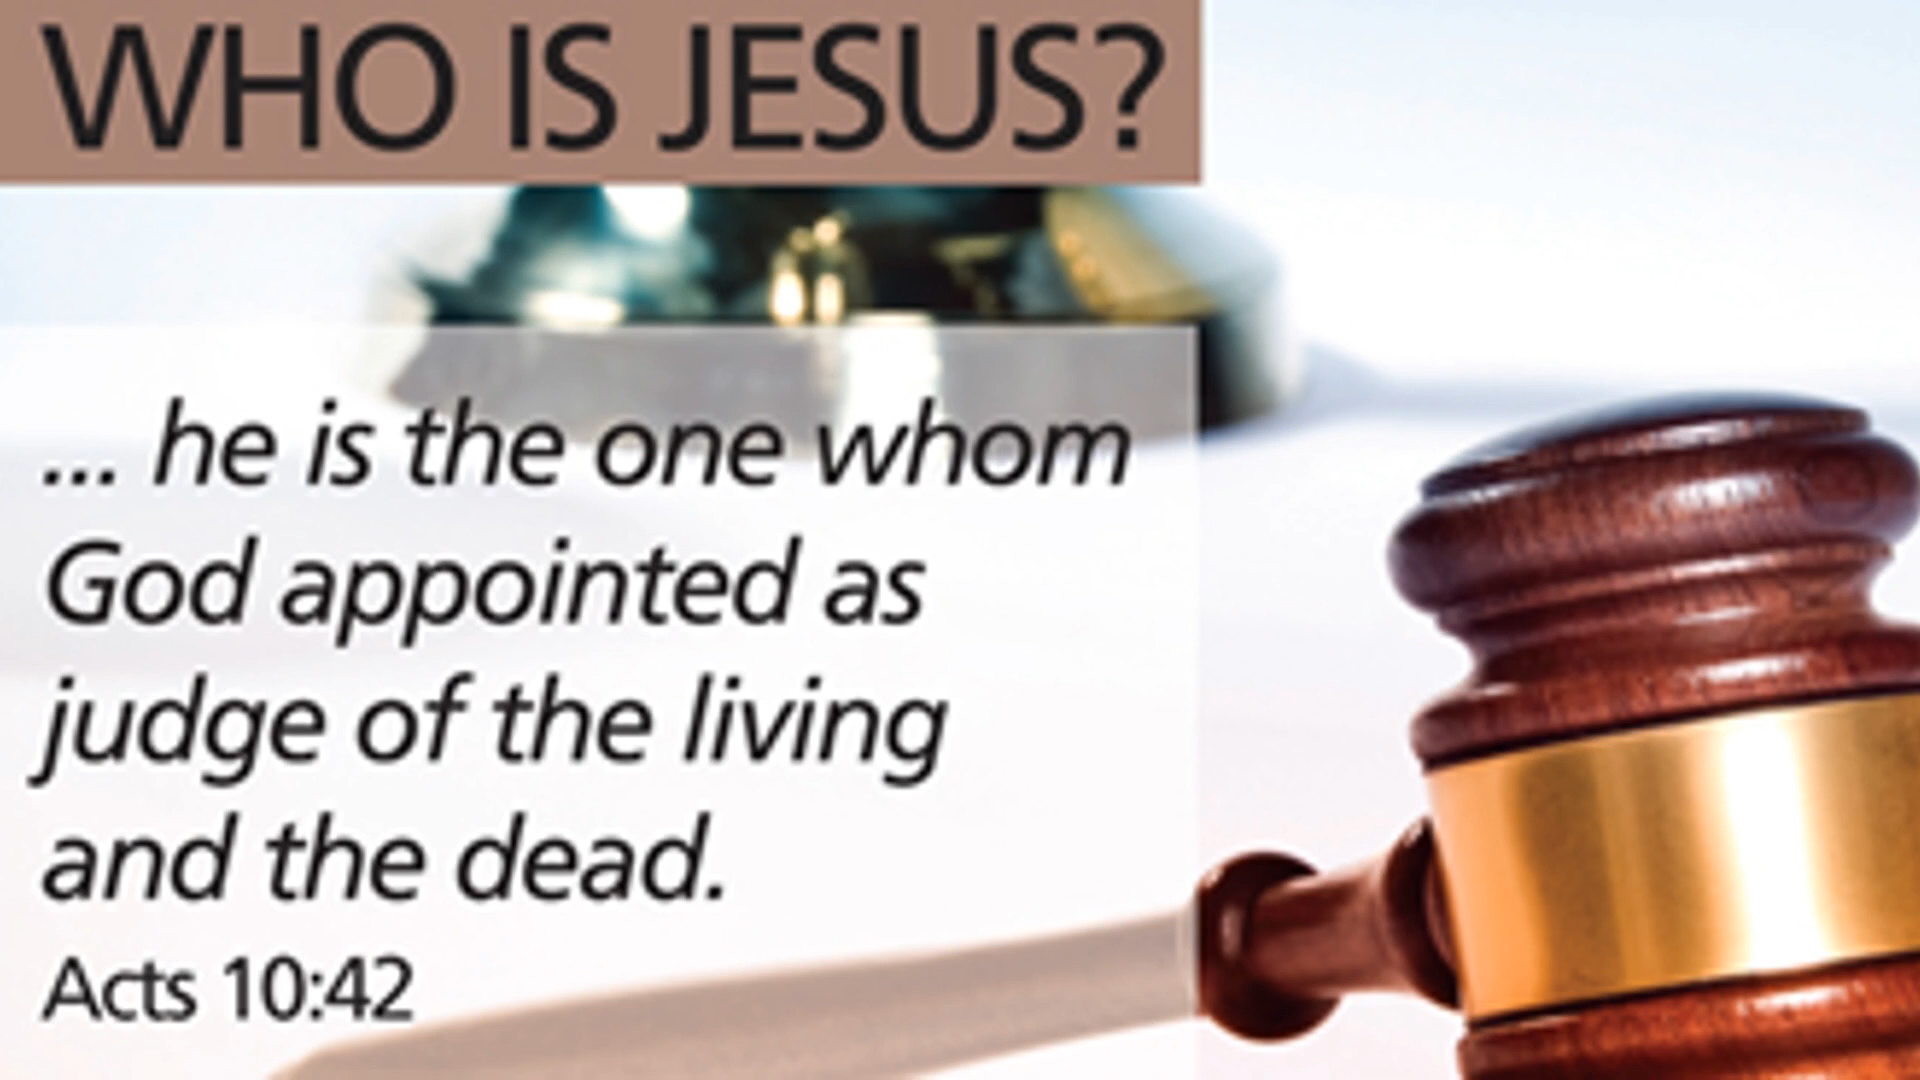 WHO IS JESUS?
... he is the one whom
God appointed as
judge of the living
and the dead.
Acts 10:42